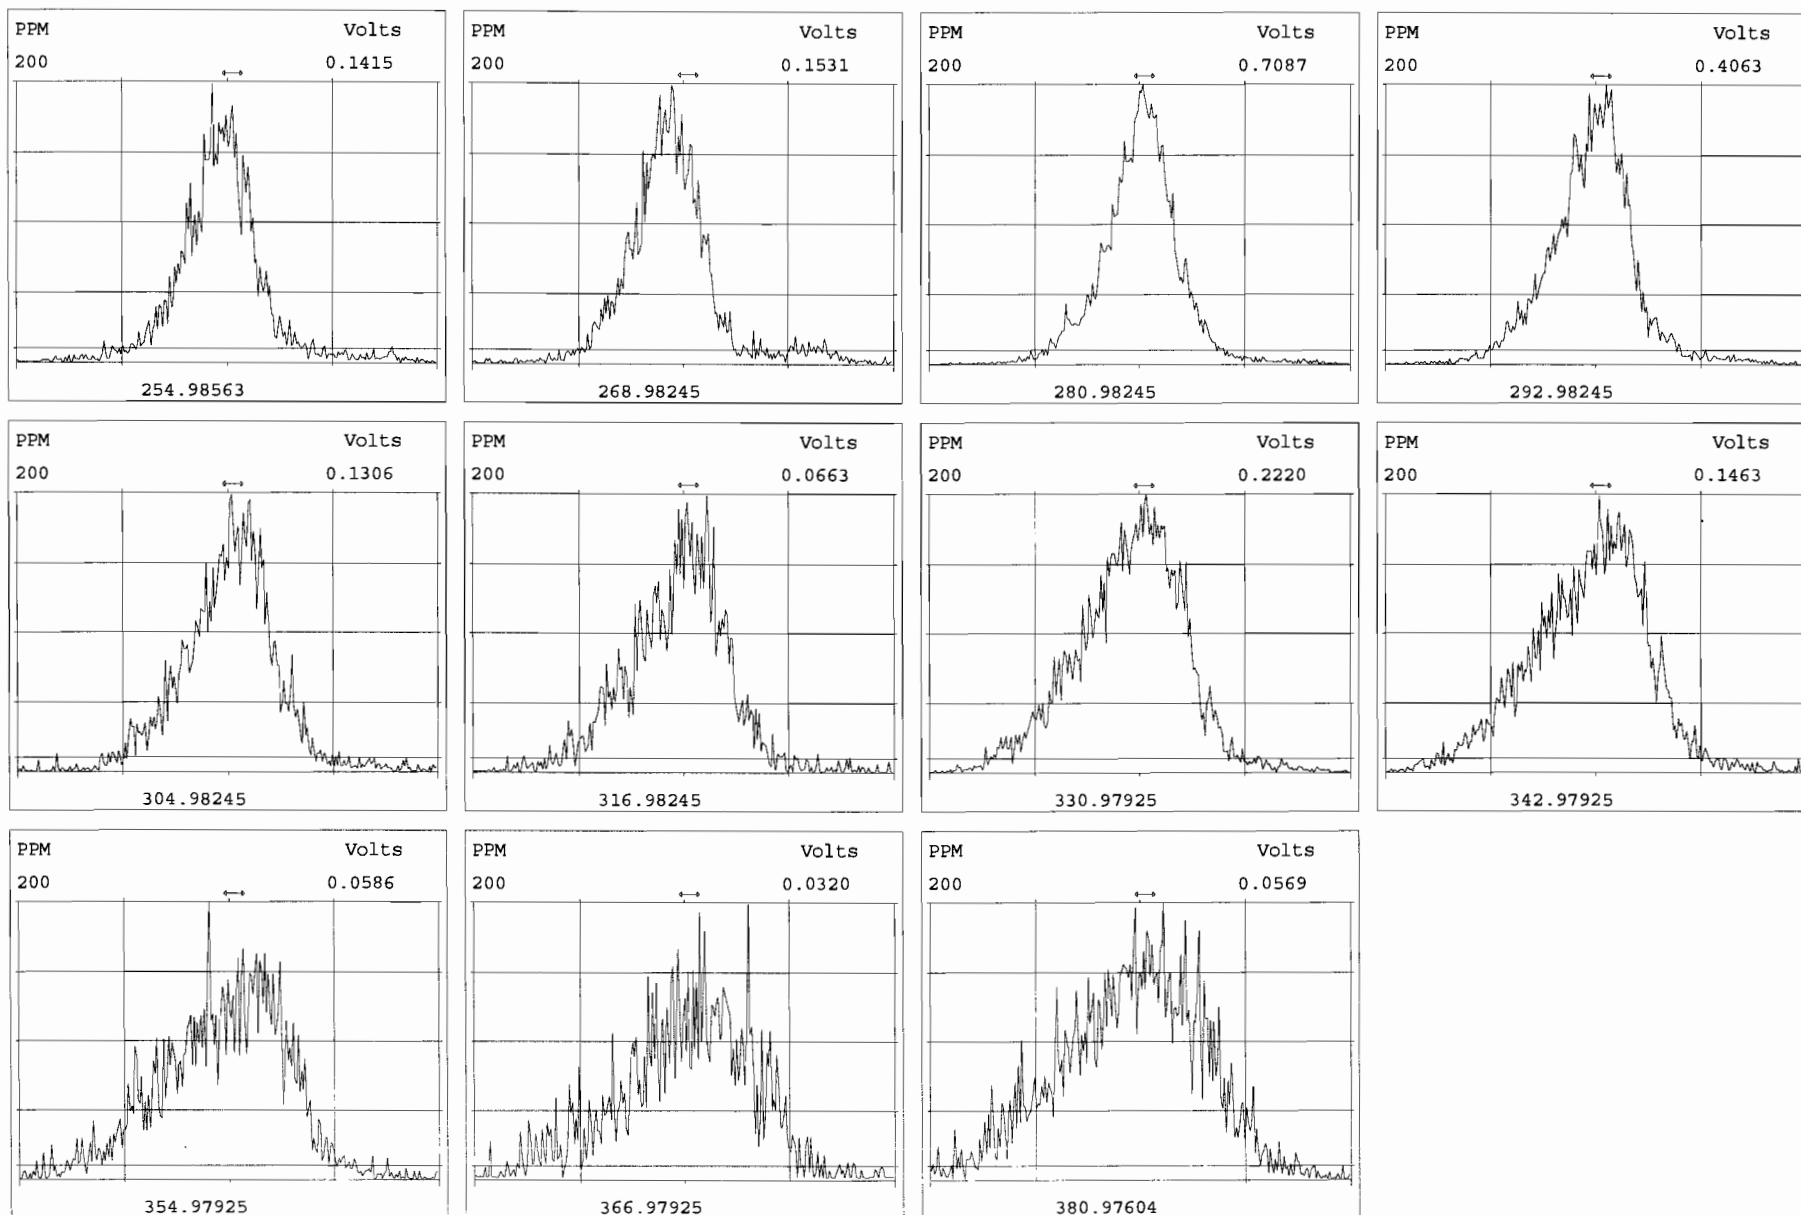 PPM Volts
200 0.1415
254.98563
PPM Volts
200 0.1531
268.98245
PPM Volts
200 0.7087
280.98245
PPM Volts
200 0.4063
292.98245
PPM Volts
200 0.1306
304.98245
PPM Volts
200 0.0663
316.98245
PPM Volts
200 0.2220
330.97925
PPM Volts
200 0.1463
342.97925
PPM Volts
200 0.0586
354.97925
PPM Volts
200 0.0320
366.97925
PPM Volts
200 0.0569
380.97604